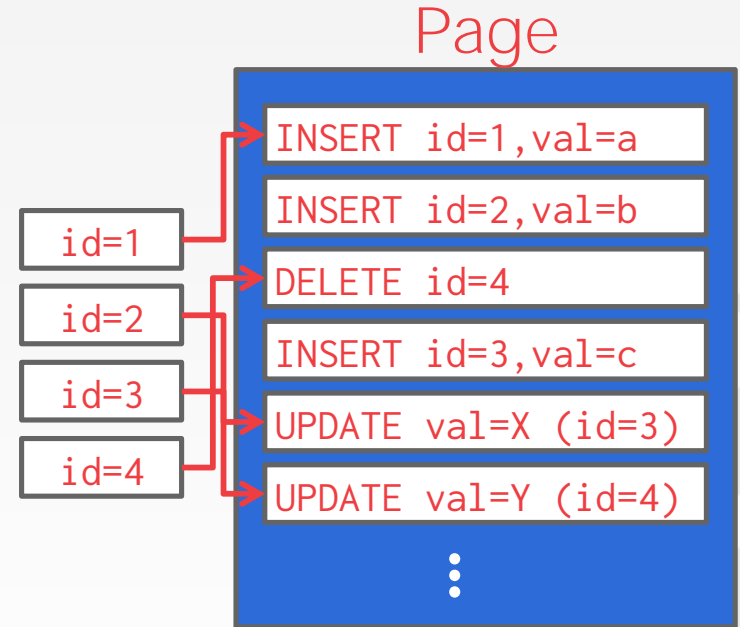 Page
INSERT id=1,val=a
INSERT id=2,val=b
id=1
DELETE id=4
id=2
INSERT id=3,val=c
id=3
UPDATE val=X (id=3)
id=4
UPDATE val=Y (id=4)